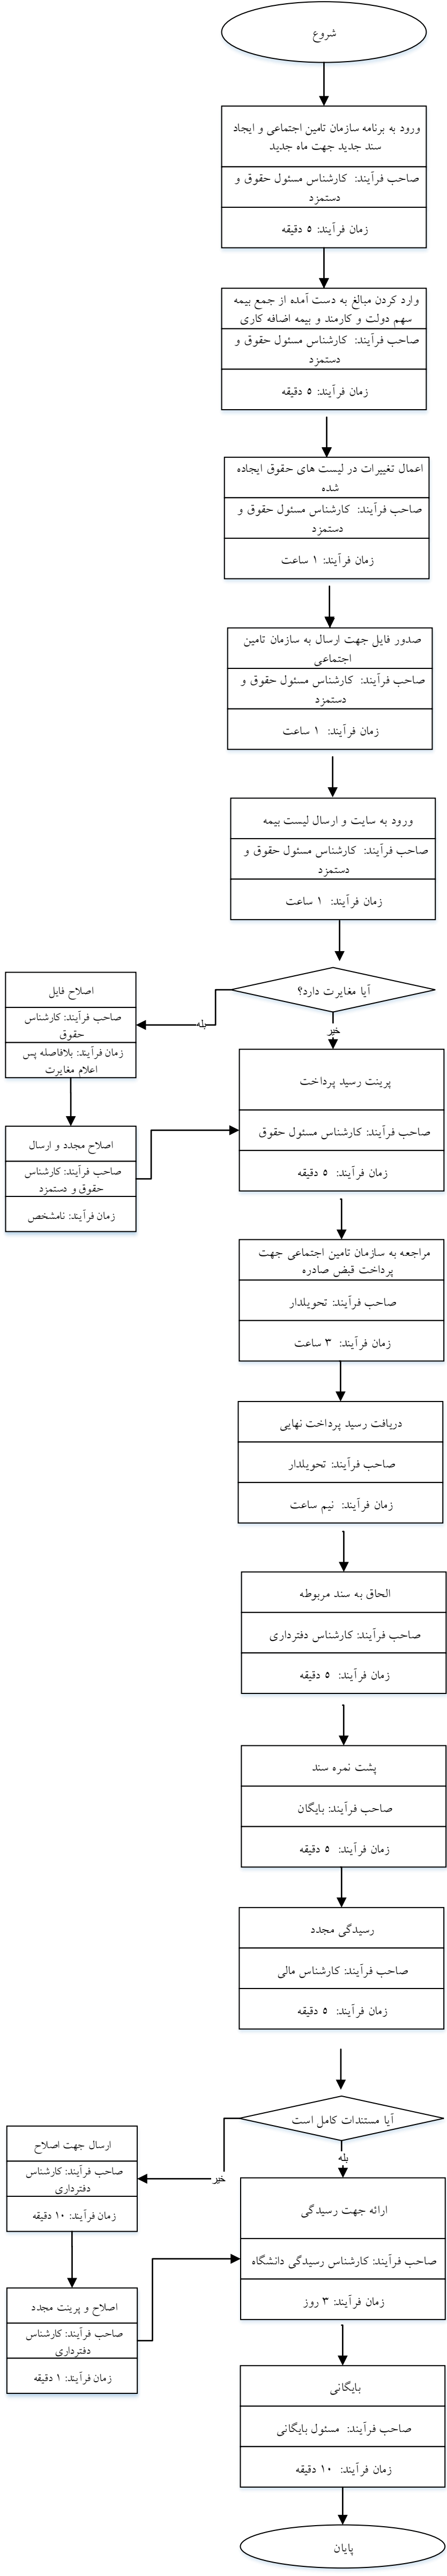 شروع
ورود به برنامه سازمان تامین اجتماعی و ایجاد
سند جدید جهت ماه جدید
صاحب فرآیند: کارشناس مسئول حقوق و
دستمزد
زمان فرآیند: ۵ دقیقه
وارد کردن مبالغ به دست آمده از جمع بیمه
سهم دولت و کارمند و بیمه اضافه کاری
صاحب فرآیند: کارشناس مسئول حقوق و
دستمزد
زمان فرآیند: ۵ دقیقه
اعمال تغییرات در لیست های حقوق ایجاده
شده
صاحب فرآیند: کارشناس مسئول حقوق و
دستمزد
زمان فرآیند: ۱ ساعت
صدور فایل جهت ارسال به سازمان تامین
اجتماعی
صاحب فرآیند: کارشناس مسئول حقوق و
دستمزد
زمان فرآیند: ۱ ساعت
ورود به سایت و ارسال لیست بیمه
صاحب فرآیند: کارشناس مسئول حقوق و
دستمزد
زمان فرآیند: ۱ ساعت
آیا مغایرت دارد؟
بله
خیر
اصلاح فایل
صاحب فرآیند: کارشناس
حقوق
زمان فرآیند: بلافاصله پس
اعلام مغایرت
اصلاح مجدد و ارسال
صاحب فرآیند: کارشناس
حقوق و دستمزد
زمان فرآیند: نامشخص
پرینت رسید پرداخت
صاحب فرآیند: کارشناس مسئول حقوق
زمان فرآیند: ۵ دقیقه
مراجعه به سازمان تامین اجتماعی جهت
پرداخت قبض صادره
صاحب فرآیند: تحویلدار
زمان فرآیند: ۳ ساعت
دریافت رسید پرداخت نهایی
صاحب فرآیند: تحویلدار
زمان فرآیند: نیم ساعت
الحاق به سند مربوطه
صاحب فرآیند: کارشناس دفترداری
زمان فرآیند: ۵ دقیقه
پشت نمره سند
صاحب فرآیند: بایگان
زمان فرآیند: ۵ دقیقه
رسیدگی مجدد
صاحب فرآیند: کارشناس مالی
زمان فرآیند: ۵ دقیقه
آیا مستندات کامل است
خیر
بله
ارسال جهت اصلاح
صاحب فرآیند: کارشناس
دفترداری
زمان فرآیند: ۱۰ دقیقه
اصلاح و پرینت مجدد
صاحب فرآیند: کارشناس
دفترداری
زمان فرآیند: ۱ دقیقه
ارائه جهت رسیدگی
صاحب فرآیند: کارشناس رسیدگی دانشگاه
زمان فرآیند: ۳ روز
بایگانی
صاحب فرآیند: مسئول بایگانی
زمان فرآیند: ۱۰ دقیقه
پایان